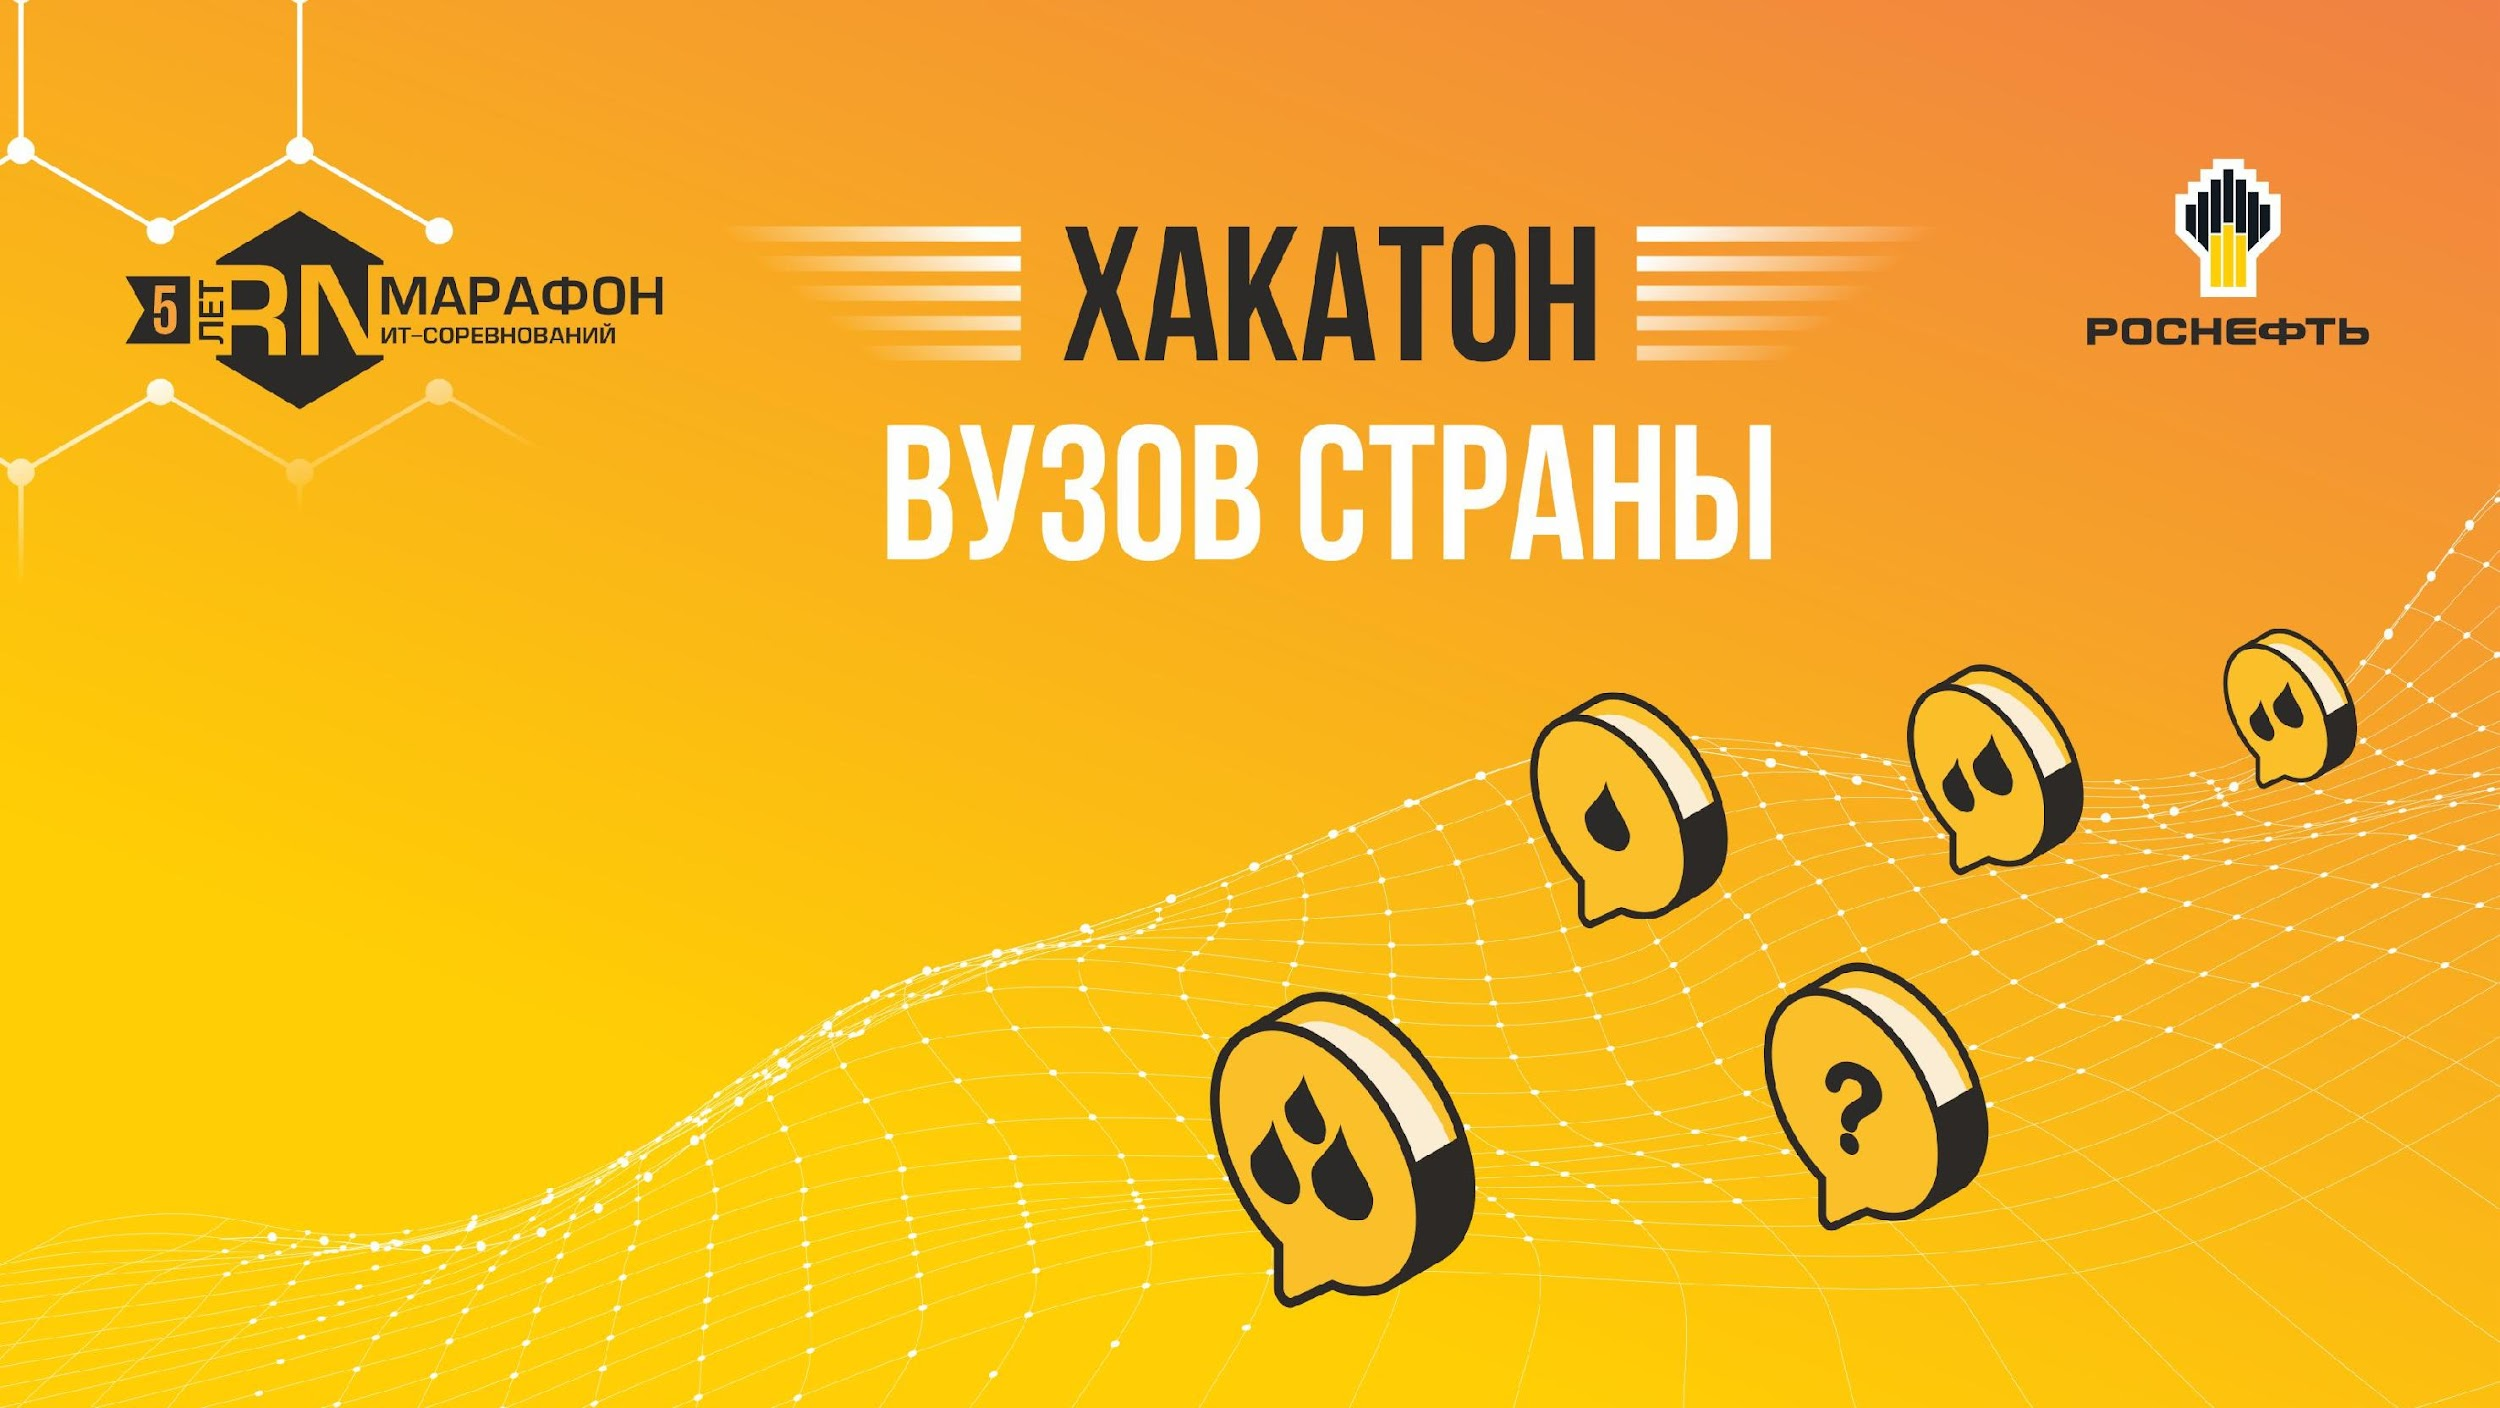 5 ЛЕТ
RN
МАРАФОН
ИТ-СОРЕВНОВАНИЙ
ХАКАТОН
ВУЗОВ СТРАНЫ
РОСНЕФТЬ
?